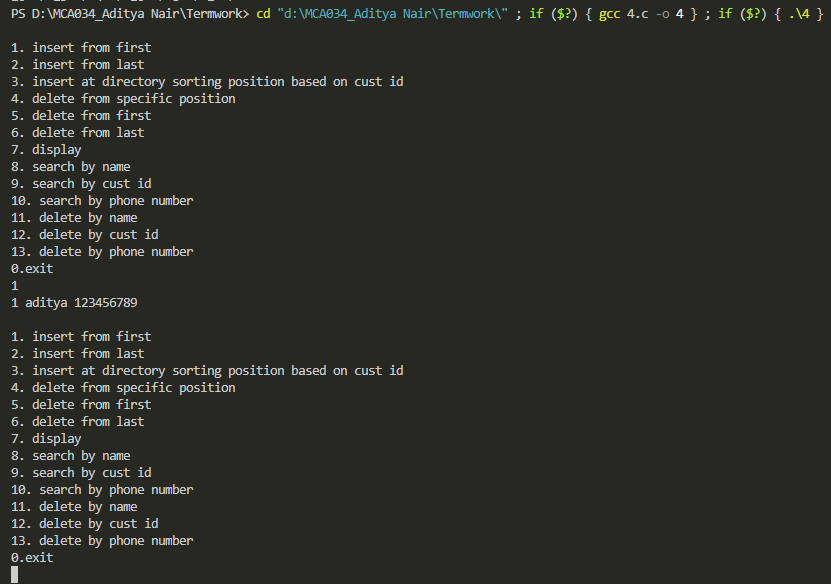 PS D:\MCA034_Aditya Nair\Termwork> cd "d:\MCA034_Aditya Nair\Termwork\" ; if ($?) { gcc 4.c -o 4 } ; if ($?) { .\4 }
1. insert from first
2. insert from last
3. insert at directory sorting position based on cust id
4. delete from specific position
5. delete from first
6. delete from last
7. display
8. search by name
9. search by cust id
10. search by phone number
11. delete by name
12. delete by cust id
13. delete by phone number
0.exit
1
1 aditya 123456789
1. insert from first
2. insert from last
3. insert at directory sorting position based on cust id
4. delete from specific position
5. delete from first
6. delete from last
7. display
8. search by name
9. search by cust id
10. search by phone number
11. delete by name
12. delete by cust id
13. delete by phone number
0.exit